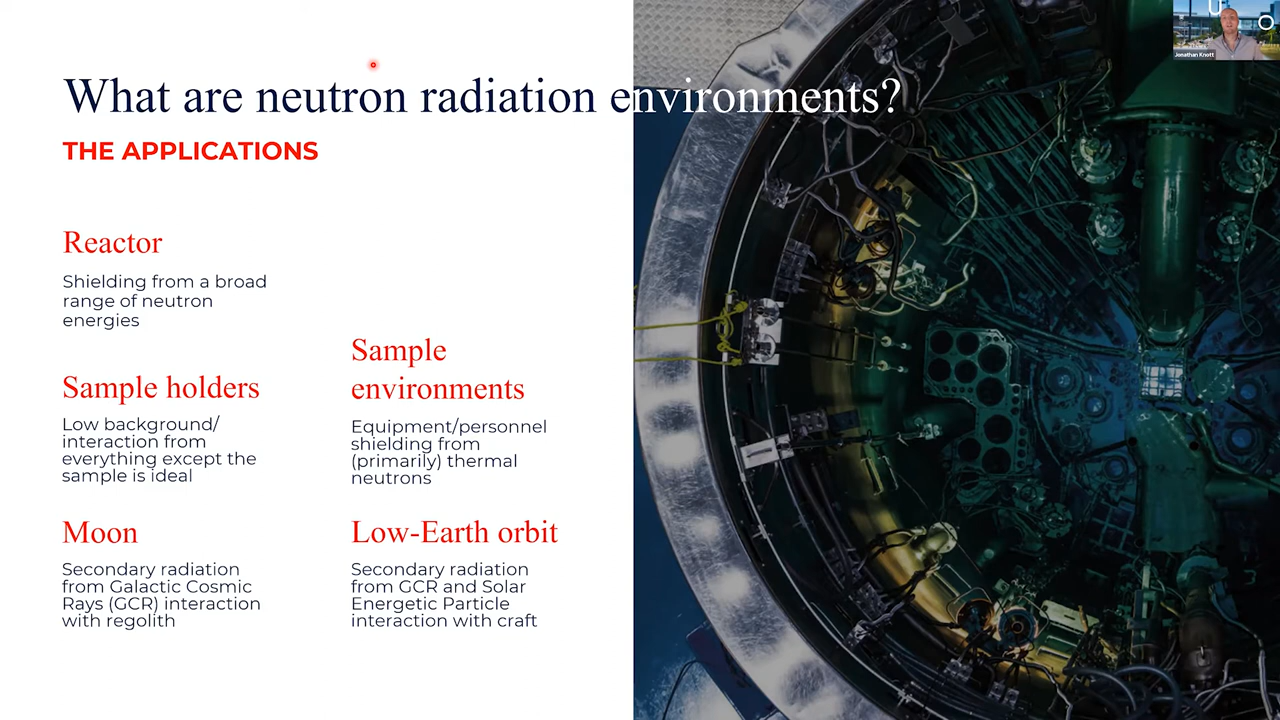 What are neutron radiation environments?
THE APPLICATIONS
Reactor
Shielding from a broad
range of neutron
energies
Sample holders
Low background/
interaction from
everything except the
sample is ideal
Sample
environments
Equipment/personnel
shielding from
(primarily) thermal
neutrons
Moon
Secondary radiation
from Galactic Cosmic
Rays (GCR) interaction
with regolith
Low-Earth orbit
Secondary radiation
from GCR and Solar
Energetic Particle
interaction with craft
U
O
Jonathan Knott